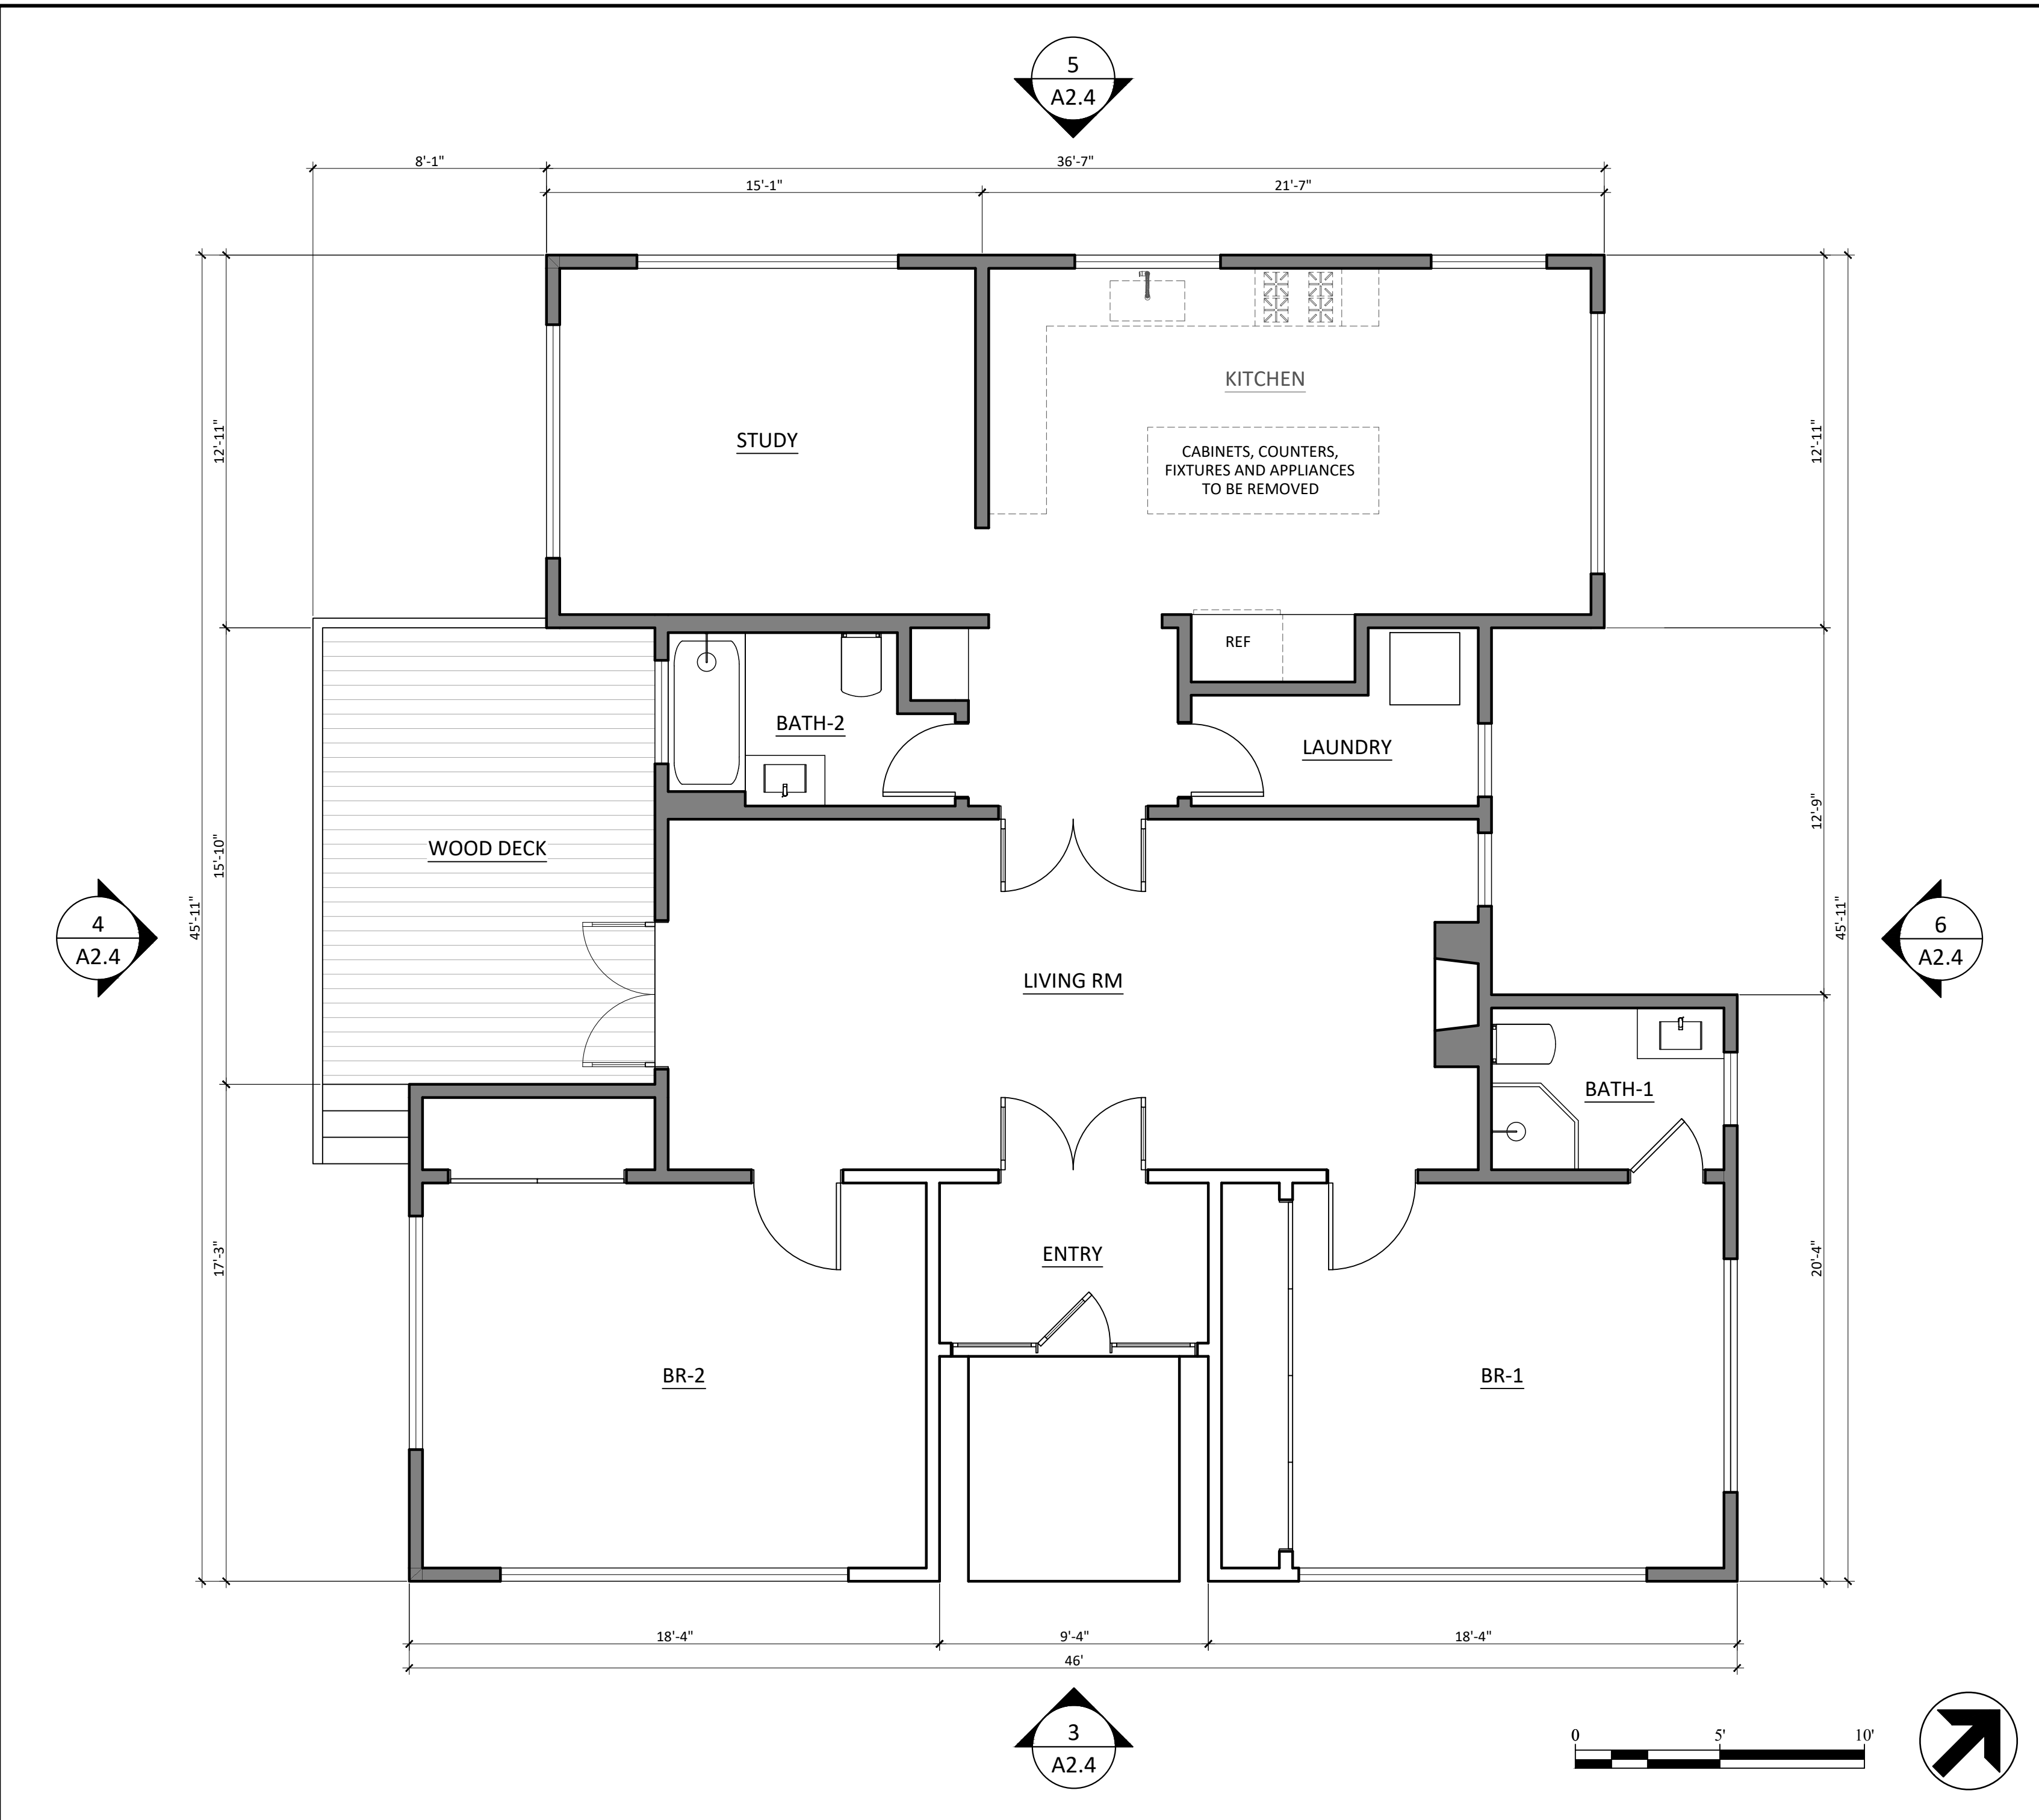 5
A2.4
8'-1"
36'-7"
15'-1"
21'-7"
KITCHEN
STUDY
12'-11"
12'-11"
CABINETS, COUNTERS,
FIXTURES AND APPLIANCES
TO BE REMOVED
REF
BATH-2
LAUNDRY
WOOD DECK
15'-10"
12'-9"
45'-11"
45'-11"
4
A2.4
6
A2.4
LIVING RM
BATH-1
ENTRY
17'-3"
20'-4"
BR-2
BR-1
18'-4"
9'-4"
18'-4"
46'
3
A2.4
0 5' 10'